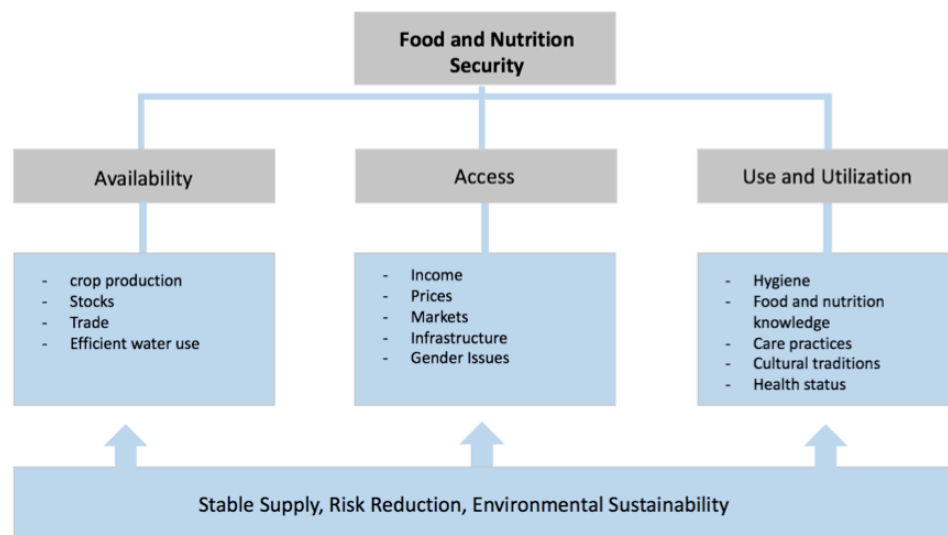 Food and Nutrition
Security
Availability
Access
Use and Utilization
- crop production
- Stocks
- Trade
- Efficient water use
- Income
- Prices
- Markets
- Infrastructure
- Gender Issues
- Hygiene
- Food and nutrition
knowledge
- Care practices
- Cultural traditions
- Health status
Stable Supply, Risk Reduction, Environmental Sustainability